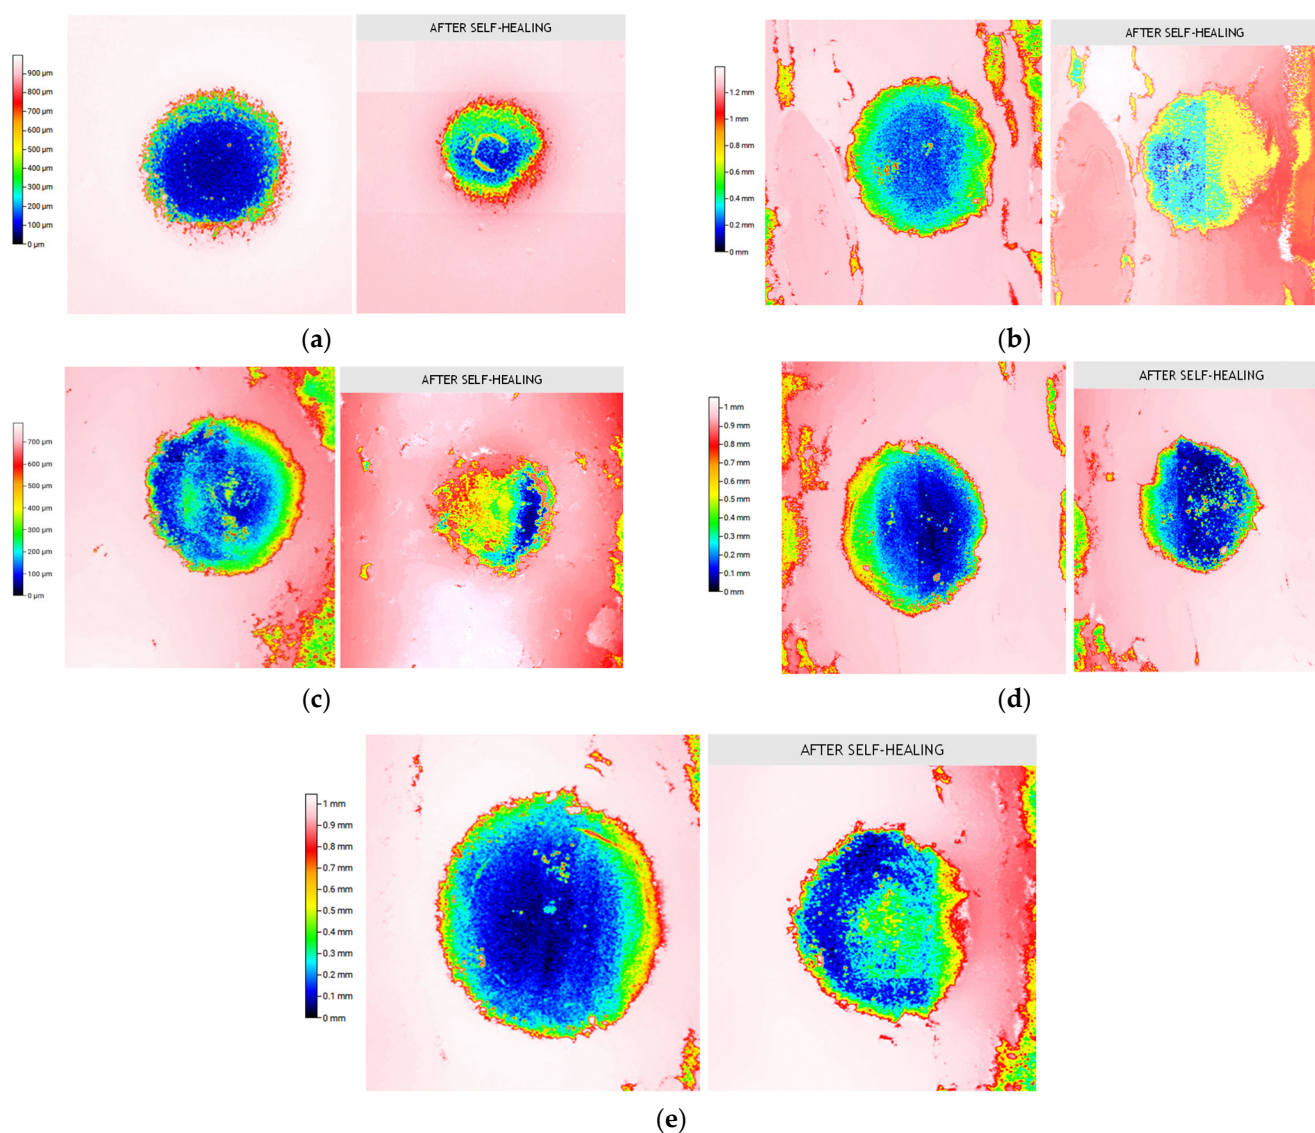 AFTER SELF-HEALING
900 µm
800 µm
700 µm
600 µm
500 µm
400 µm
300 µm
200 µm
100 µm
0 µm
(a)
AFTER SELF-HEALING
1.2 mm
1 mm
0.8 mm
0.6 mm
0.4 mm
0.2 mm
0 mm
(b)
AFTER SELF-HEALING
700 µm
600 µm
500 µm
400 µm
300 µm
200 µm
100 µm
0 µm
(c)
AFTER SELF-HEALING
1 mm
0.9 mm
0.8 mm
0.7 mm
0.6 mm
0.5 mm
0.4 mm
0.3 mm
0.2 mm
0.1 mm
0 mm
(d)
AFTER SELF-HEALING
1 mm
0.9 mm
0.8 mm
0.7 mm
0.6 mm
0.5 mm
0.4 mm
0.3 mm
0.2 mm
0.1 mm
0 mm
(e)